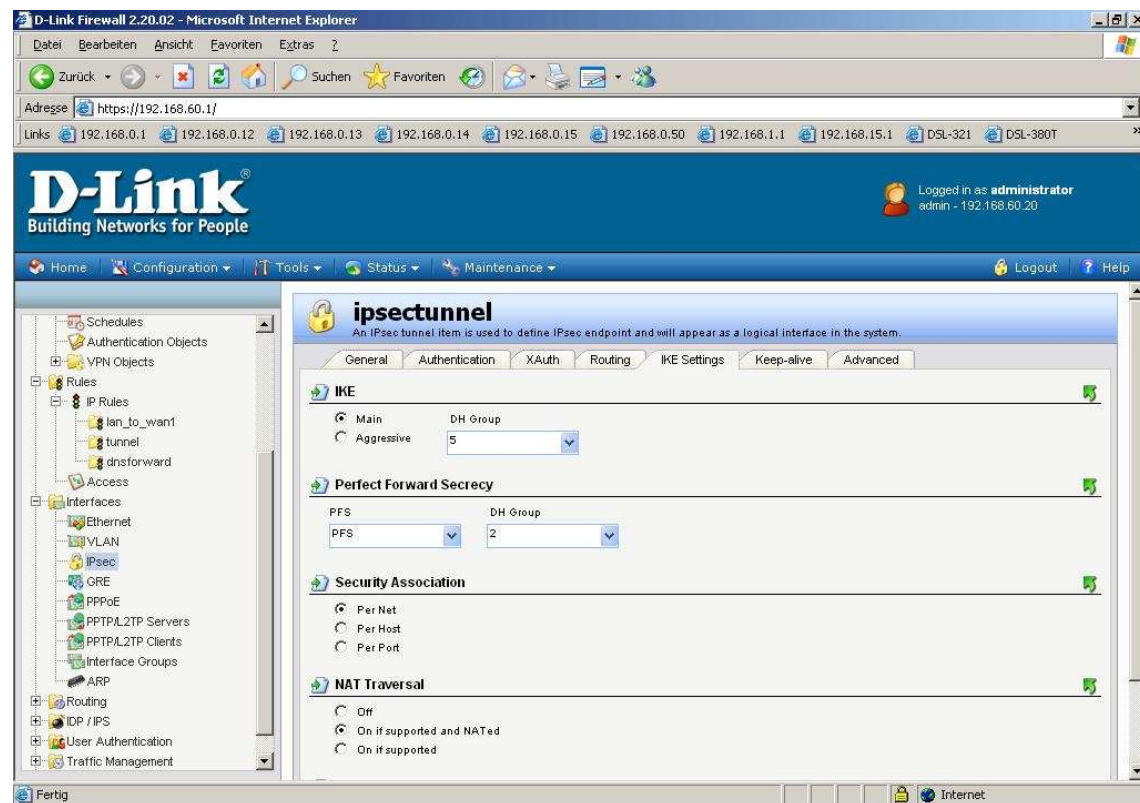 D-Link Firewall 2.20.02 - Microsoft Internet Explorer
Datei Bearbeiten Ansicht Favoriten Extras ?
Zurück Suchen Favoriten
Adresse https://192.168.60.1/
Links 192.168.0.1 192.168.0.12 192.168.0.13 192.168.0.14 192.168.0.15 192.168.0.50 192.168.1.1 192.168.15.1 DSL-321 DSL-380T »
D-Link®
Building Networks for People
Logged in as administrator
admin - 192.168.60.20
Home Configuration Tools Status Maintenance Logout Help
Schedules
Authentication Objects
VPN Objects
Rules
IP Rules
lan_to_wan1
tunnel
dnsforward
Access
Interfaces
Ethernet
VLAN
IPsec
GRE
PPPoE
PPTP/L2TP Servers
PPTP/L2TP Clients
Interface Groups
ARP
Routing
IDP / IPS
User Authentication
Traffic Management
ipsectunnel
An IPsec tunnel item is used to define IPsec endpoint and will appear as a logical interface in the system.
General Authentication XAuth Routing IKE Settings Keep-alive Advanced
IKE
Main DH Group
Aggressive 5
Perfect Forward Secrecy
PFS DH Group
PFS 2
Security Association
Per Net
Per Host
Per Port
NAT Traversal
Off
On if supported and NATed
On if supported
Fertig Internet